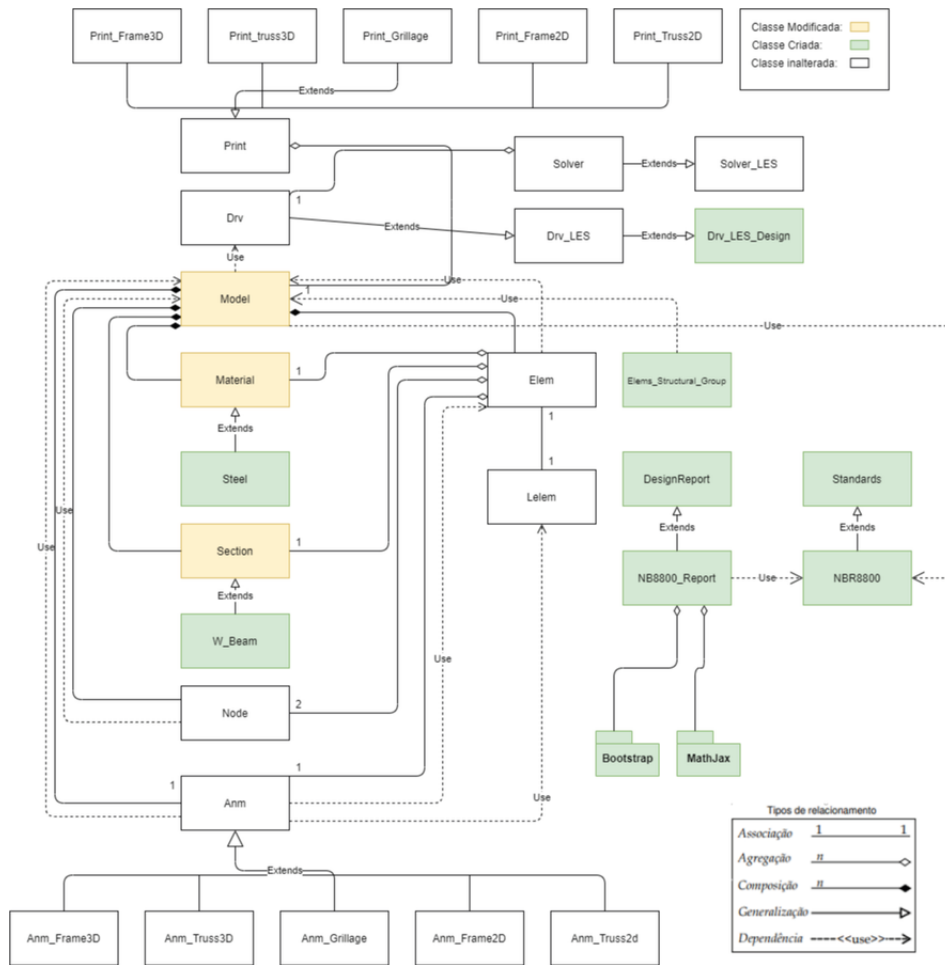 Print_Frame3D
Print_truss3D
Print_Grillage
Print_Frame2D
Print_Truss2D
Classe Modificada:
Classe Criada:
Classe inalterada:
Extends
Print
Solver
Extends
Solver_LES
1
Drv
Extends
Drv_LES
Extends
Drv_LES_Design
Use
Use
Model
1
Use
Use
Material
1
Elem
Elems_Structural_Group
Extends
1
Steel
1
Lelem
DesignReport
Standards
Use
Use
Section
1
Extends
Extends
Extends
NB8800_Report
Use
NBR8800
W_Beam
Use
Node
2
Bootstrap
MathJax
1
1
Anm
Use
Extends
Anm_Frame3D
Anm_Truss3D
Anm_Grillage
Anm_Frame2D
Anm_Truss2d
Tipos de relacionamento
Associação 1 1
Agregação n
Composição n
Generalização
Dependência <<use>>